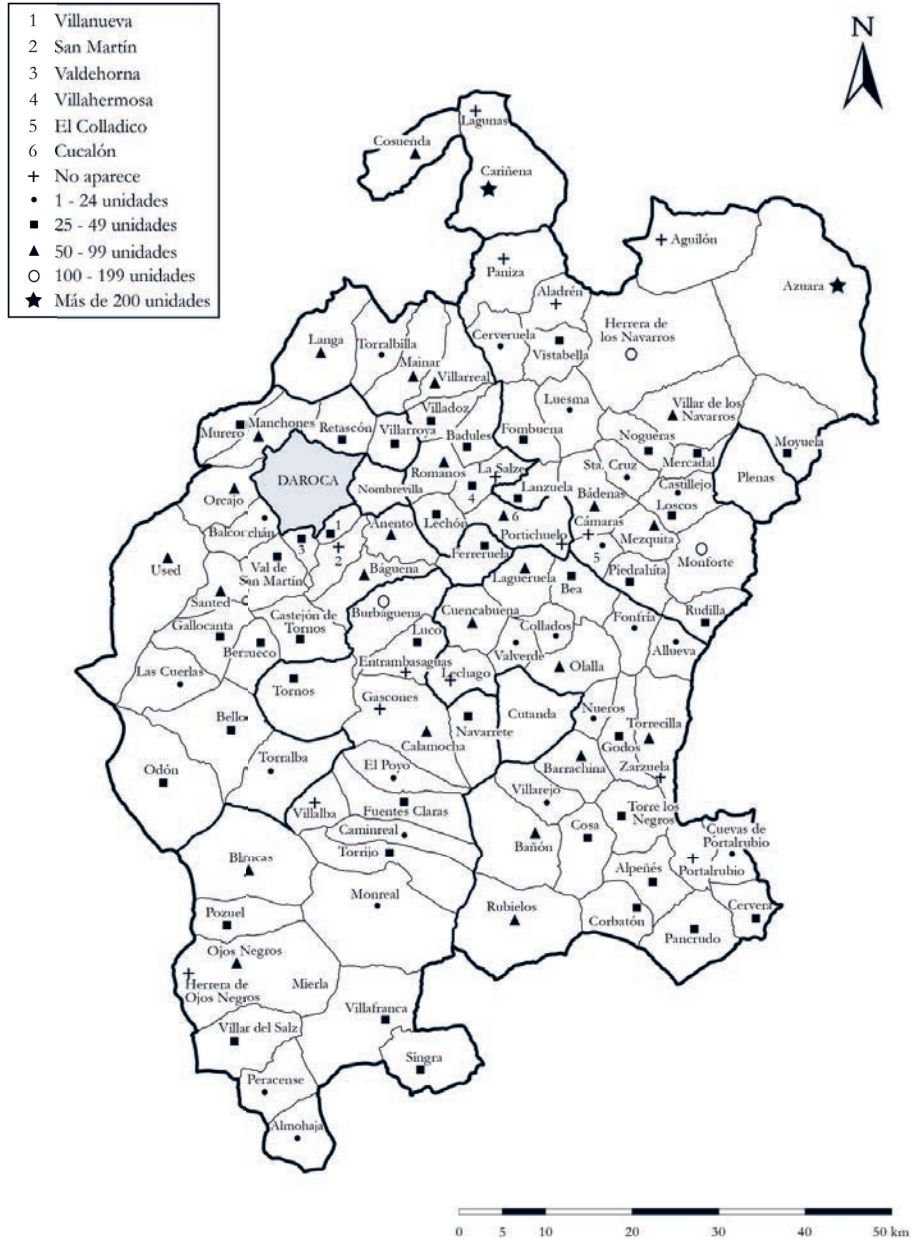 1 Villanueva
2 San Martín
3 Valdehorna
4 Villahermosa
5 El Colladico
6 Cucalón
No aparece
1 - 24 unidades
25 - 49 unidades
50 - 99 unidades
100 - 199 unidades
Más de 200 unidades
N
Lagunas
Cosuenda
Cariñena
Aguilón
Paniza
Azuara
Aladrén
Herrera de
los Navarros
Langa
Torralbilla
Cerveruela
Vistabella
Mainar
Villarreal
Luesma
Villar de los
Navarros
Murero
Manchones
Retascón
Villadoz
Villarroya
Badules
Fombuena
Nogueras
Mercadal
Moyuela
DAROCA
Nombrevilla
Romanos
La Salze
Lanzuela
Sta. Cruz
Castillejo
Plenas
Orcajo
4
Bádenas
Loscos
Balconchán
1
3
2
Anento
Lechón
6
Portichuelo
Cámaras
5
Mezquita
Monforte
Used
Val de
San Martín
Báguena
Ferreruela
Lagueruela
Bea
Piedrahita
Santed
Burbáguena
Cuencabuena
Collados
Fonfría
Rudilla
Gallocanta
Castejón de
Tornos
Berrueco
Luco
Valverde
Olalla
Allueva
Las Cuerlas
Tornos
Entrambasaguas
Lechago
Gascones
Cutanda
Nueros
Torrecilla
Bello
Calamocha
Navarrete
Godos
Odón
Torralba
El Poyo
Barrachina
Zarzuela
Villalba
Fuentes Claras
Villarejo
Torre los
Negros
Cuevas de
Portalrubio
Caminreal
Torrijo
Bañón
Cosa
Blancas
Alpeñés
Portalrubio
Monreal
Rubielos
Corbatón
Pancrudo
Cervera
Pozuel
Ojos Negros
Herrera de
Ojos Negros
Mierla
Villafranca
Villar del Salz
Singra
Peracense
Almohaja
0 5 10 20 30 40 50 km